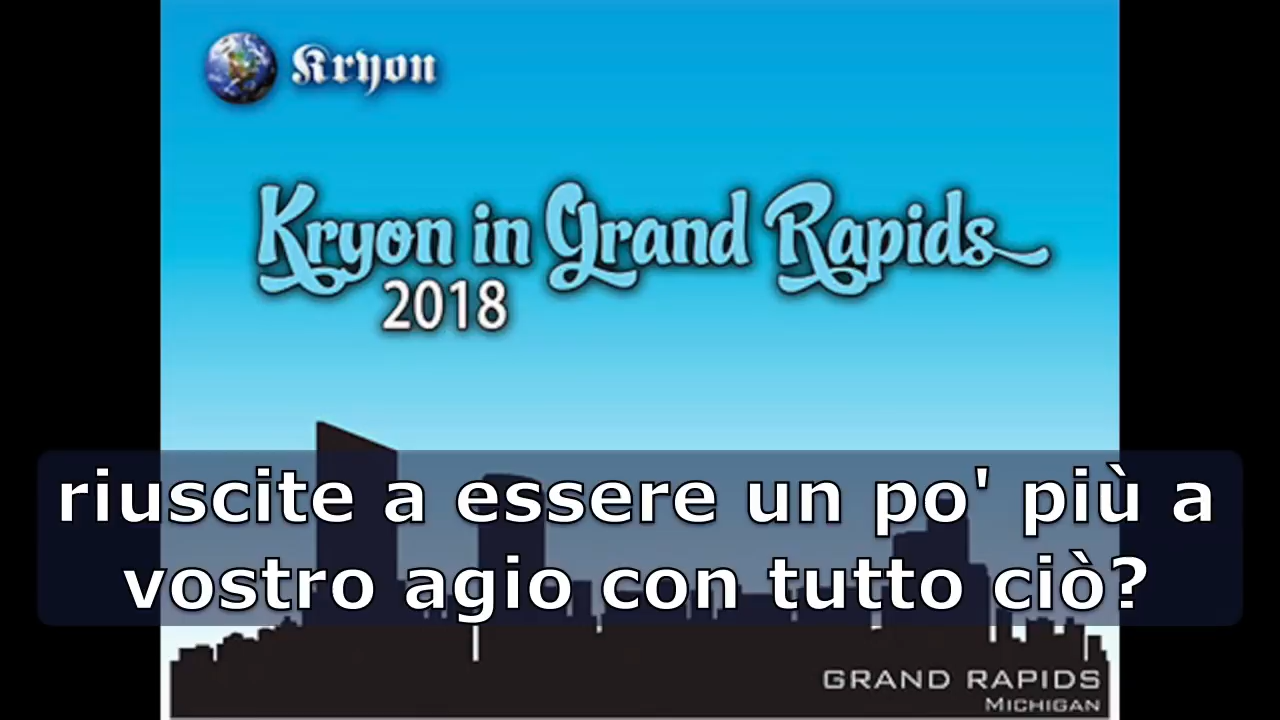 Kryon
Kryon in Grand Rapids
2018
riuscite a essere un po' più a
vostro agio con tutto ciò?
GRAND RAPIDS
MICHIGAN